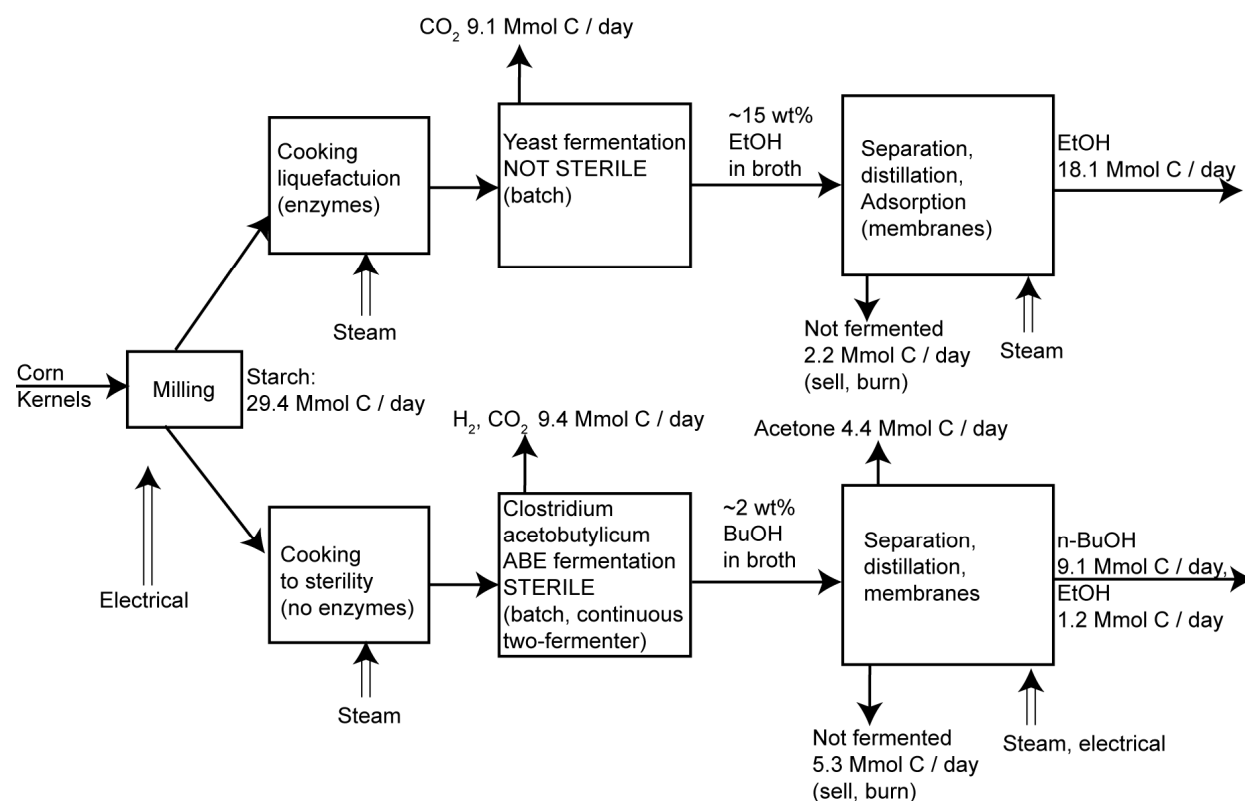 CO2 9.1 Mmol C / day
Cooking
liquefactuion
(enzymes)
Yeast fermentation
NOT STERILE
(batch)
~15 wt%
EtOH
in broth
Separation,
distillation,
Adsorption
(membranes)
EtOH
18.1 Mmol C / day
Steam
Not fermented
2.2 Mmol C / day
(sell, burn)
Steam
Corn
Kernels
Milling
Starch:
29.4 Mmol C / day
H2, CO2 9.4 Mmol C / day
Acetone 4.4 Mmol C / day
Electrical
Cooking
to sterility
(no enzymes)
Clostridium
acetobutylicum
ABE fermentation
STERILE
(batch, continuous
two-fermenter)
~2 wt%
BuOH
in broth
Separation,
distillation,
membranes
n-BuOH
9.1 Mmol C / day,
EtOH
1.2 Mmol C / day
Steam
Not fermented
5.3 Mmol C / day
(sell, burn)
Steam, electrical